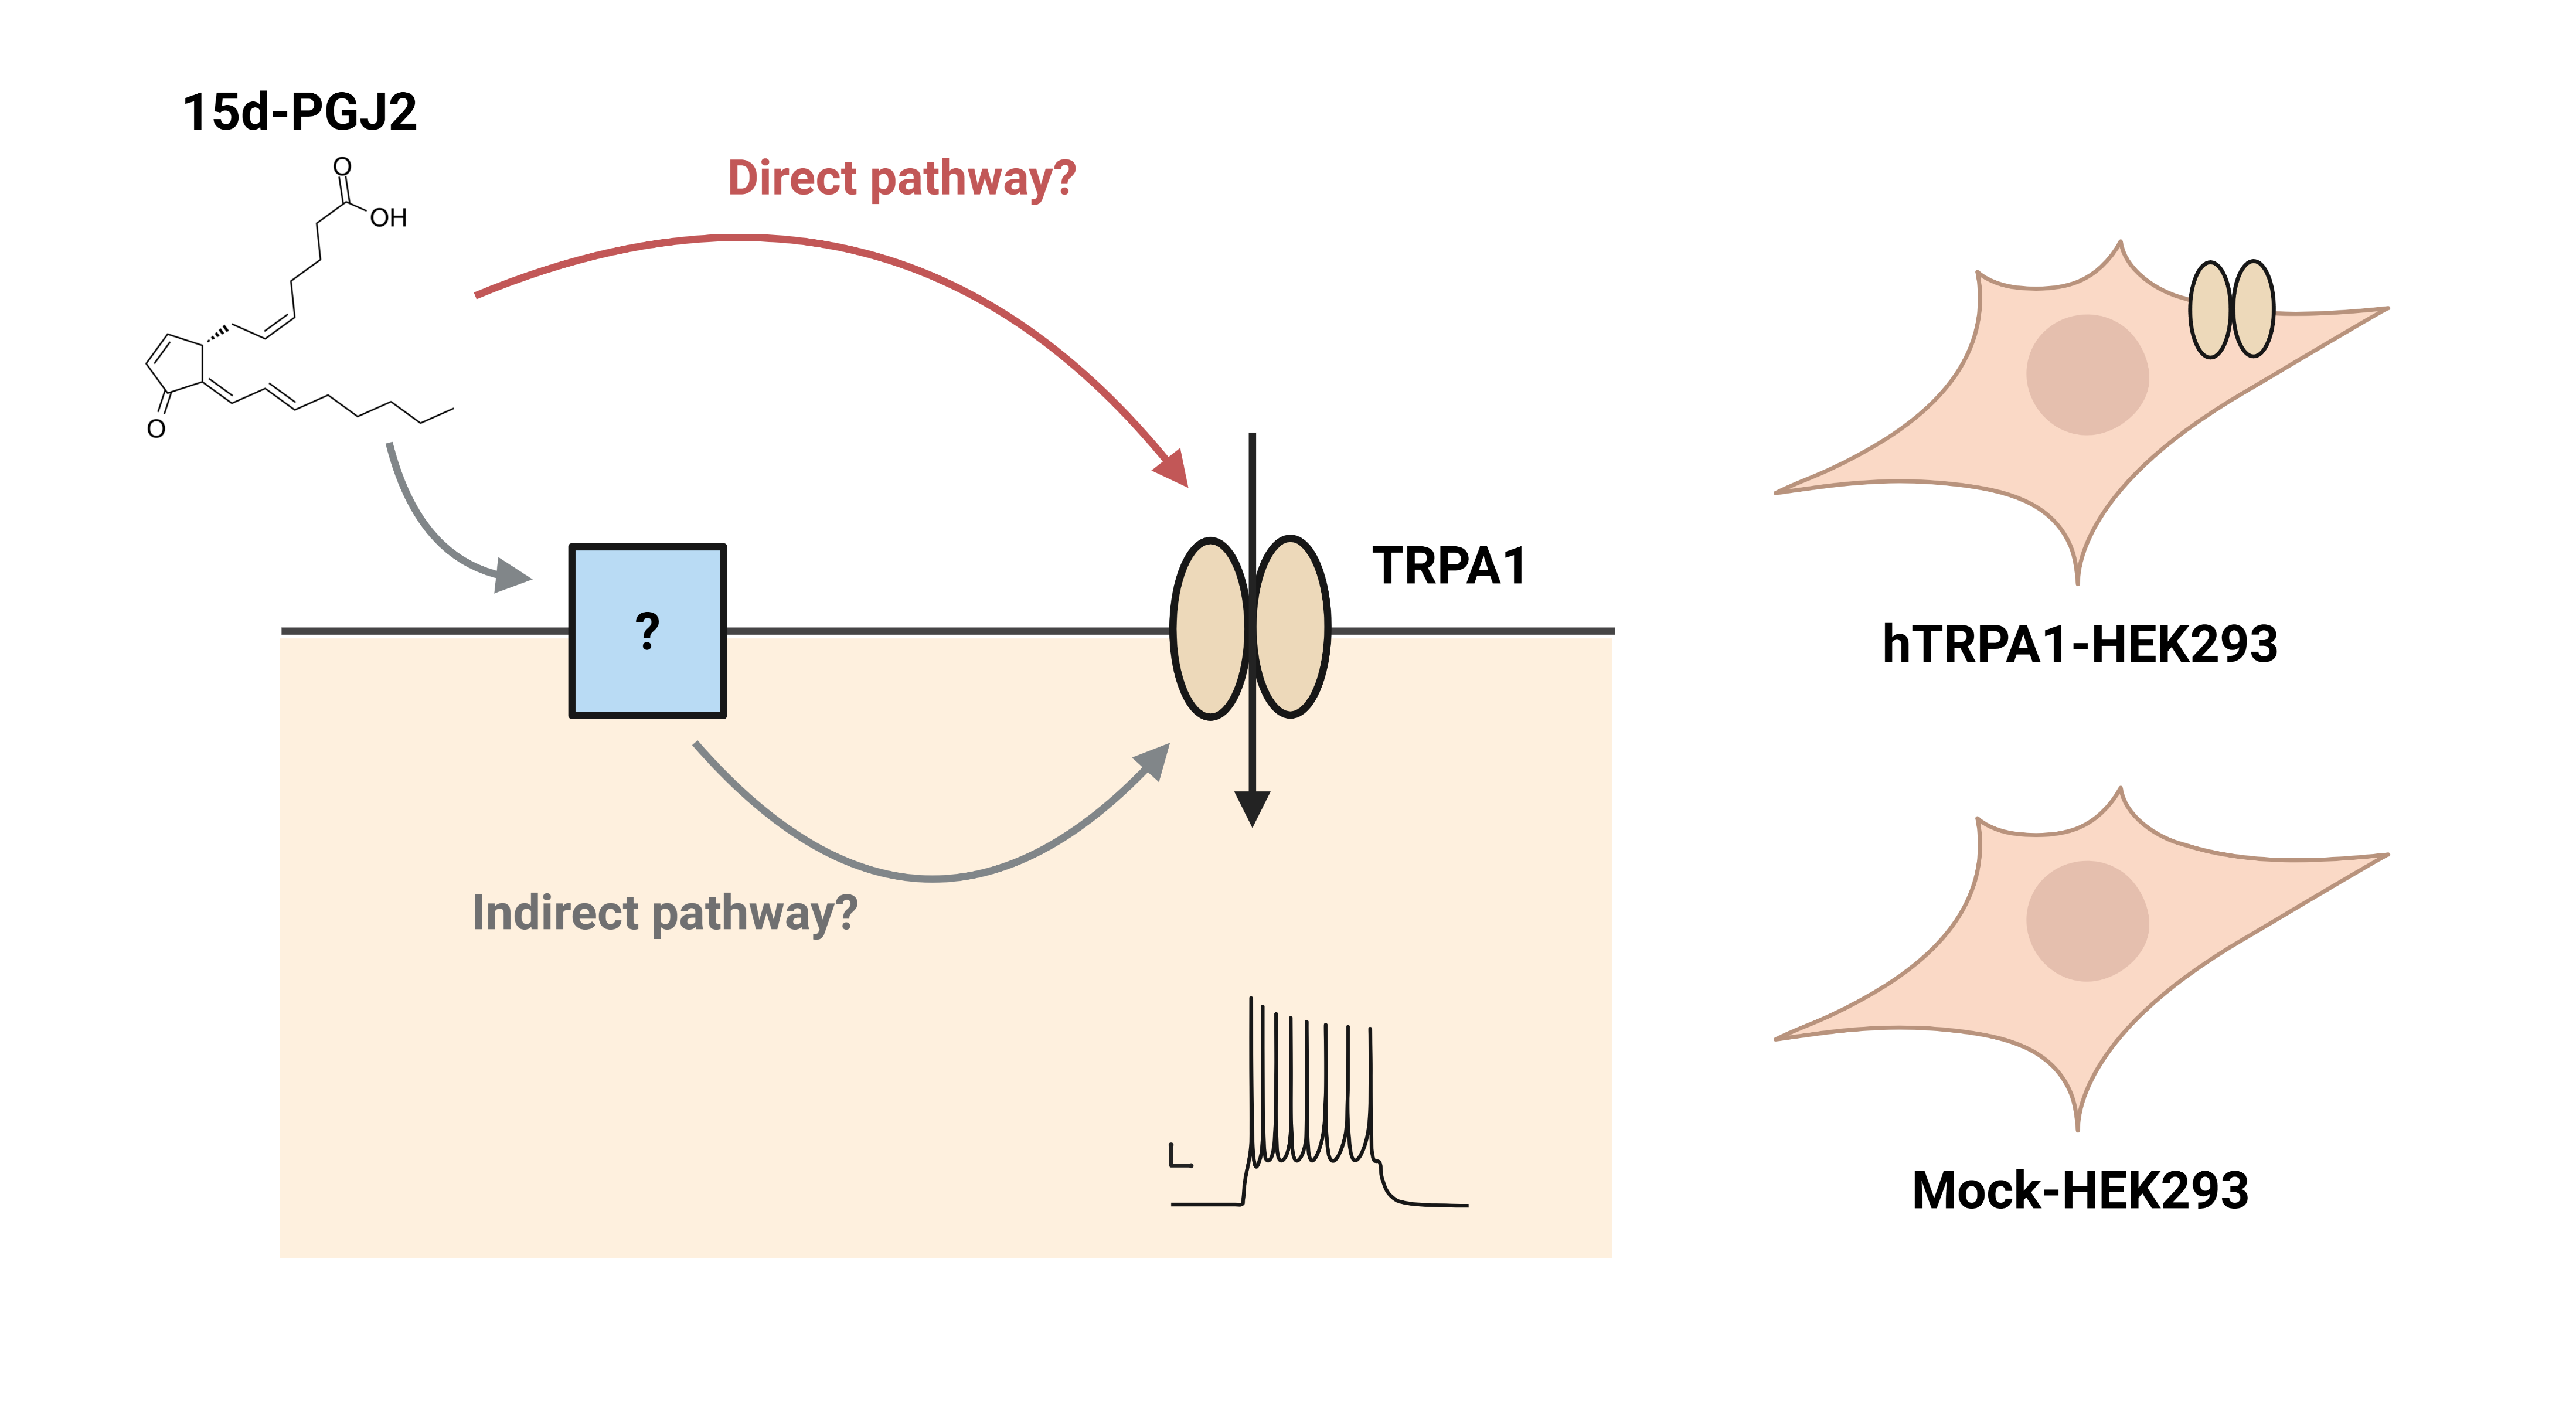 15d-PGJ2
O
OH
O
Direct pathway?
TRPA1
?
Indirect pathway?
hTRPA1-HEK293
Mock-HEK293